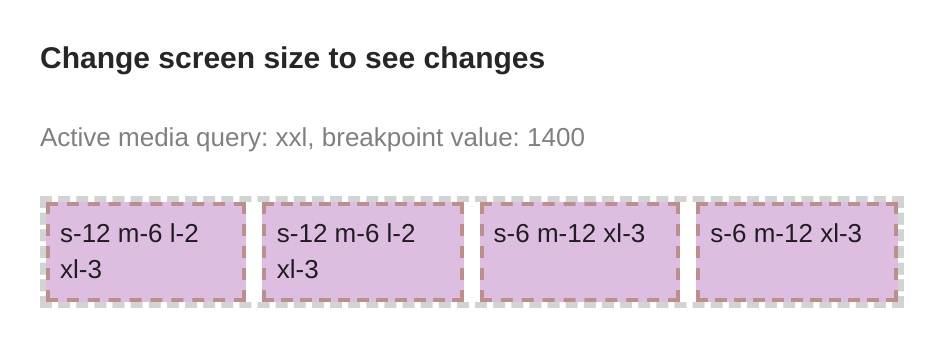 Change screen size to see changes
Active media query: xxl, breakpoint value: 1400
s-12 m-6 l-2
xl-3
s-12 m-6 l-2
xl-3
s-6 m-12 xl-3
s-6 m-12 xl-3